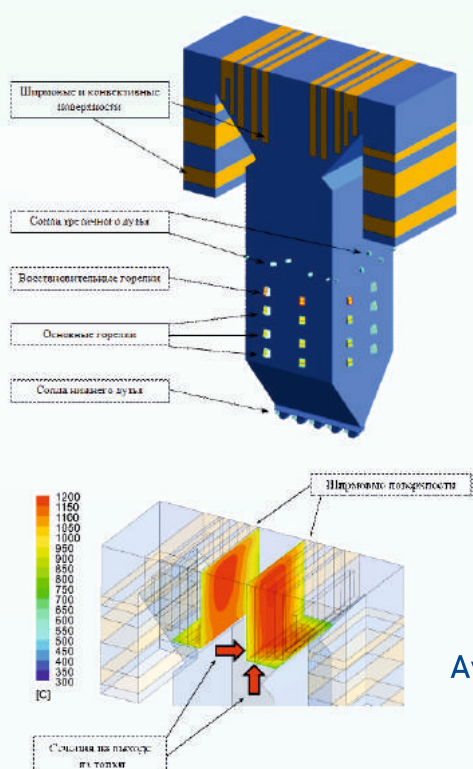 Ширмовые и конвективные
поверхности
Сопла третичного дутья
Восстановительные горелки
Основные горелки
Сопла нижнего дутья
Ширмовые поверхности
1200
1150
1100
1050
1000
950
900
850
800
750
700
650
600
550
500
450
400
350
300
[C]
Сечения на выходе
из топки